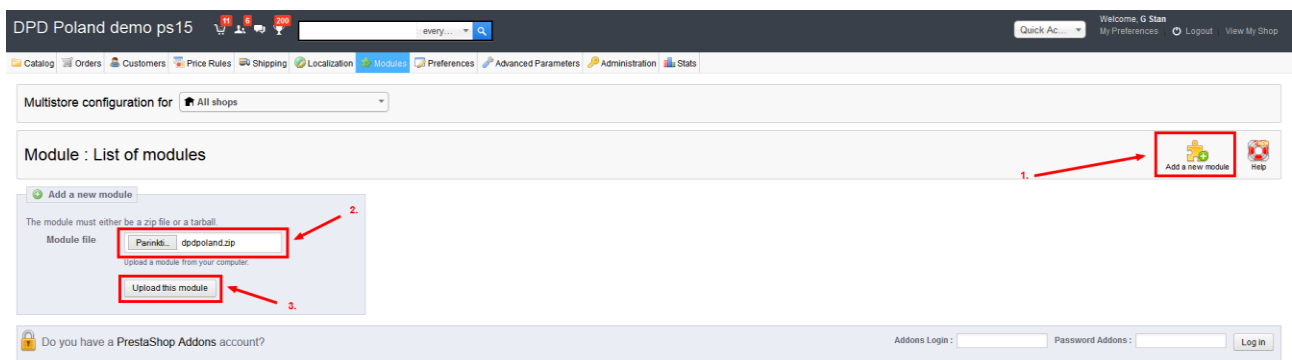 DPD Poland demo ps15 11 6 200 every... Quick Ac... Welcome, G Stan
My Preferences Logout View My Shop
Catalog Orders Customers Price Rules Shipping Localization Modules Preferences Advanced Parameters Administration Stats
Multistore configuration for All shops
Module : List of modules
Add a new module Help
1.
Add a new module
The module must either be a zip file or a tarball.
2.
Module file Parinkti... dpdpoland.zip
Upload a module from your computer.
Upload this module
3.
Do you have a PrestaShop Addons account? Addons Login : Password Addons : Log in